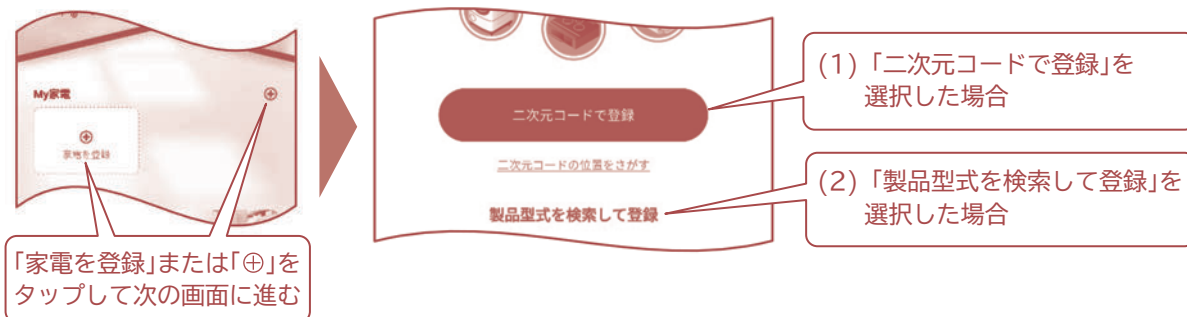 My家電
家電を登録
「家電を登録」または「⊕」を
タップして次の画面に進む
二次元コードで登録
二次元コードの位置をさがす
製品型式を検索して登録
(1)「二次元コードで登録」を
選択した場合
(2)「製品型式を検索して登録」を
選択した場合